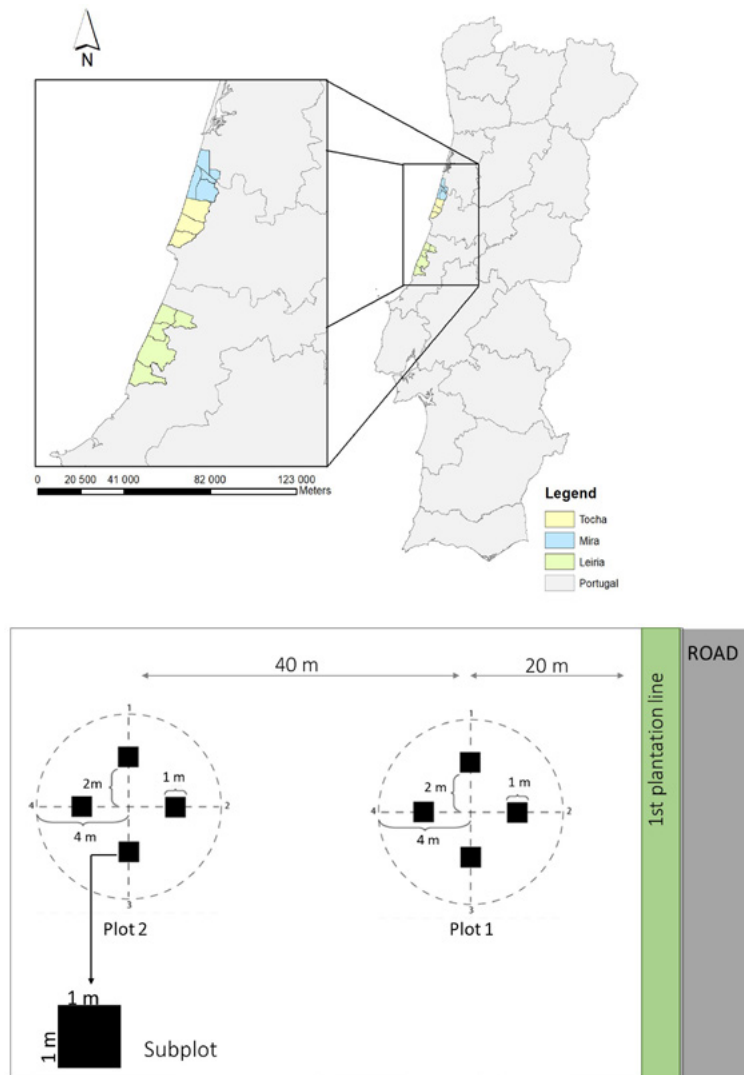 N
0 20 500 41 000 82 000 123 000
Meters
Legend
Tocha
Mira
Leiria
Portugal
40 m
20 m
ROAD
1st plantation line
1
2m
1 m
4
2
4 m
3
Plot 2
1
2 m
1 m
4
2
4 m
3
Plot 1
1 m
1 m
Subplot